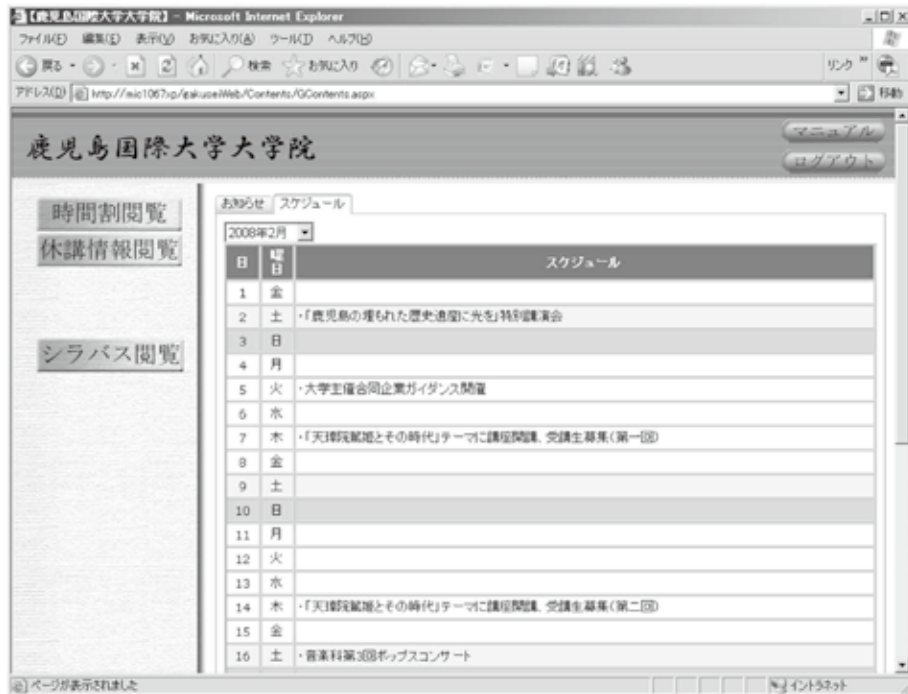 【鹿児島国際大学大学院】 - Microsoft Internet Explorer
ファイル(F) 編集(E) 表示(V) お気に入り(A) ツール(T) ヘルプ(H)
戻る 検索 お気に入り リンク »
アドレス(D) http://mic1067xp/gakuseiWeb/Contents/GContents.aspx 移動
鹿児島国際大学大学院
マニュアル
ログアウト
時間割閲覧
休講情報閲覧
シラバス閲覧
お知らせ スケジュール
2008年2月
日 曜日 スケジュール
1 金
2 土 ・「鹿児島の埋もれた歴史遺産に光を」特別講演会
3 日
4 月
5 火 ・大学主催合同企業ガイダンス開催
6 水
7 木 ・「天璋院篤姫とその時代」テーマに講座開講、受講生募集(第一回)
8 金
9 土
10 日
11 月
12 火
13 水
14 木 ・「天璋院篤姫とその時代」テーマに講座開講、受講生募集(第二回)
15 金
16 土 ・音楽科第3回ポップスコンサート
ページが表示されました イントラネット